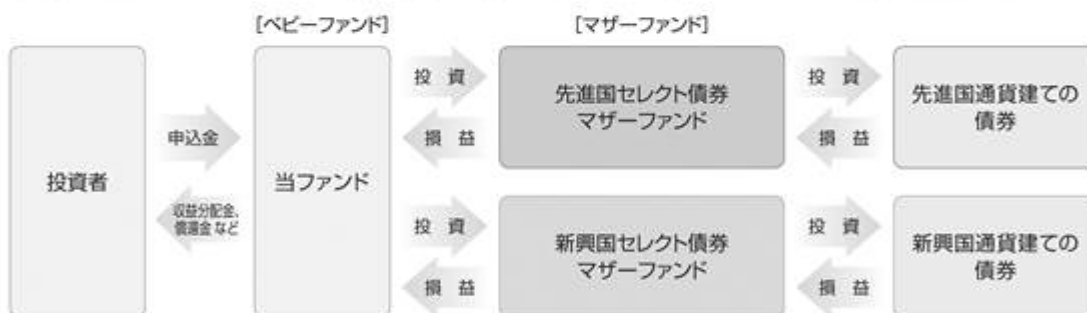 [ベビーファンド]
[マザーファンド]
投資者
申込金
収益分配金、
償還金 など
当ファンド
投 資
損 益
先進国セレクト債券
マザーファンド
投 資
損 益
先進国通貨建ての
債券
投 資
損 益
新興国セレクト債券
マザーファンド
投 資
損 益
新興国通貨建ての
債券